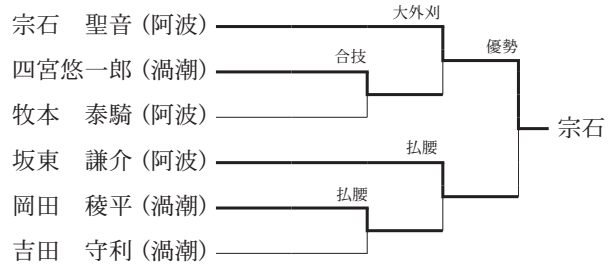 宗石　聖音（阿波）
大外刈
優勢
四宮悠一郎（渦潮）
合技
牧本　泰騎（阿波）
宗石
坂東　謙介（阿波）
払腰
岡田　稜平（渦潮）
払腰
吉田　守利（渦潮）